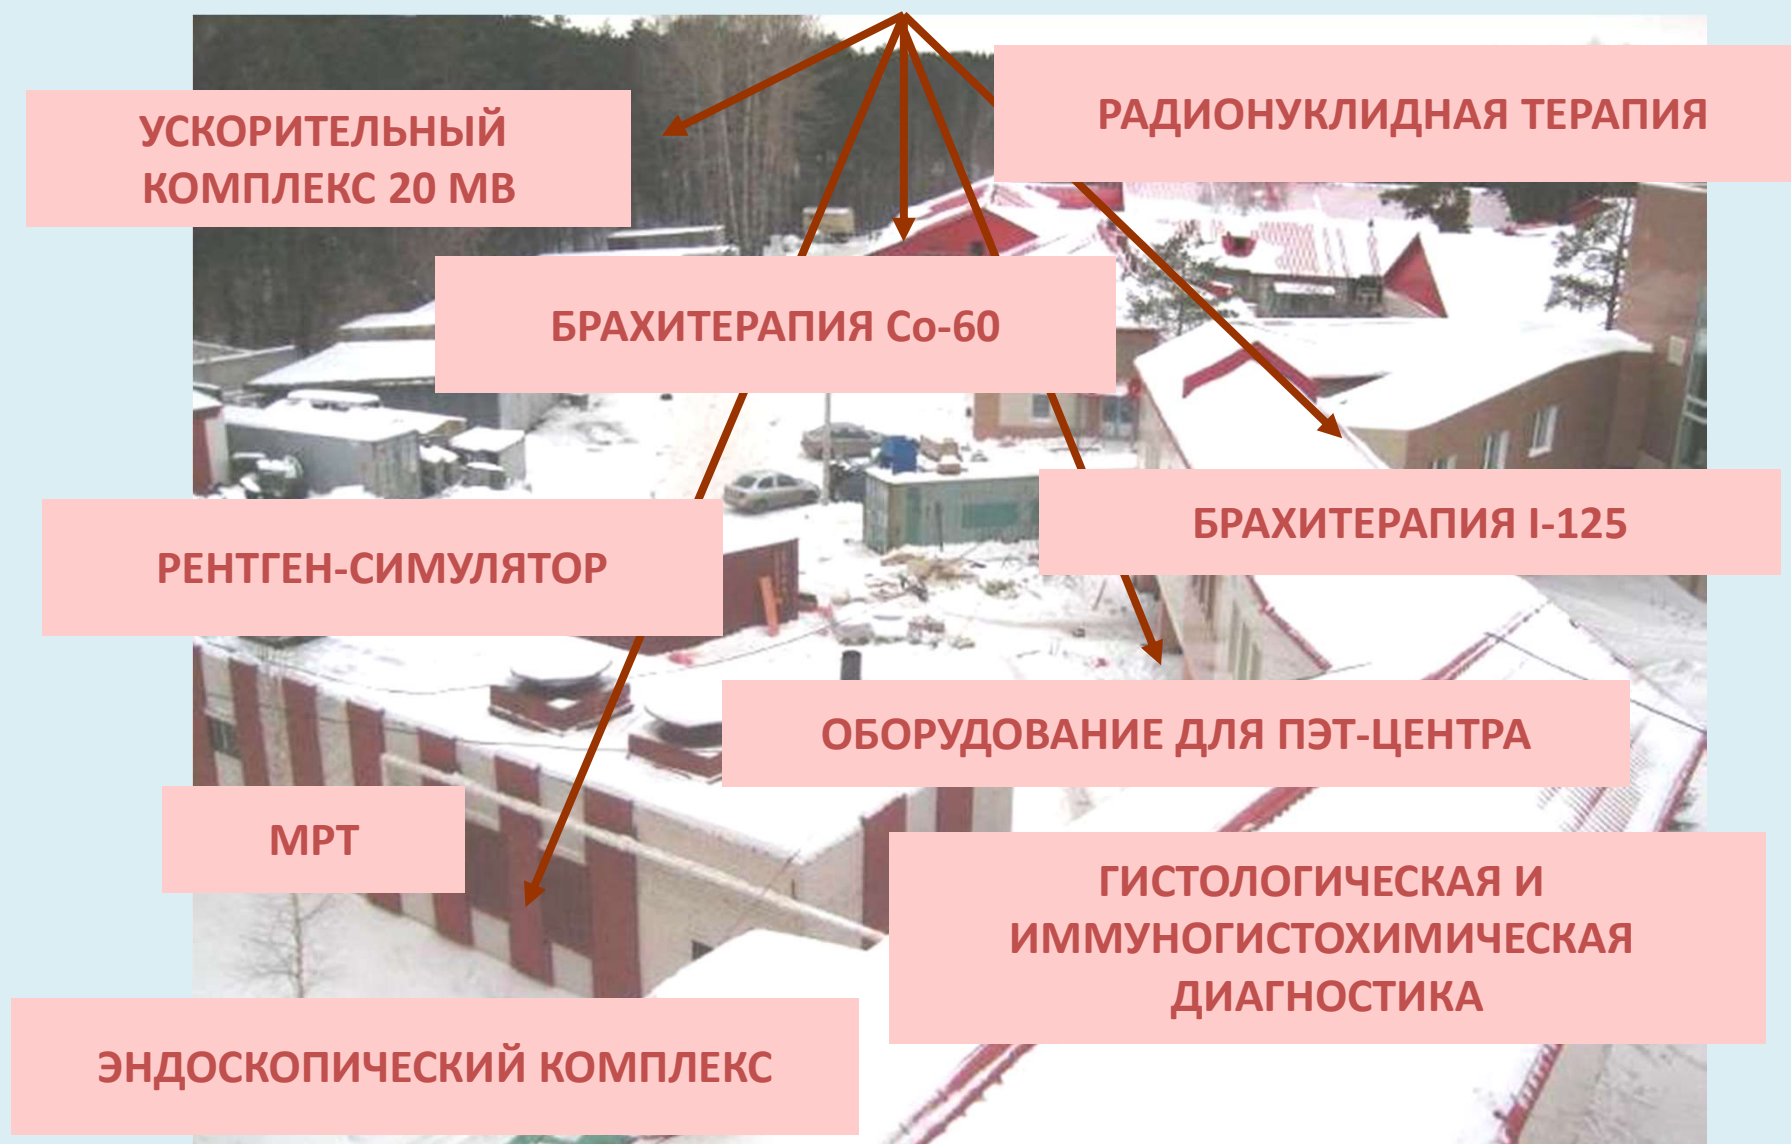 УСКОРИТЕЛЬНЫЙ
КОМПЛЕКС 20 МВ
РАДИОНУКЛИДНАЯ ТЕРАПИЯ
БРАХИТЕРАПИЯ Co-60
БРАХИТЕРАПИЯ I-125
РЕНТГЕН-СИМУЛЯТОР
ОБОРУДОВАНИЕ ДЛЯ ПЭТ-ЦЕНТРА
МРТ
ГИСТОЛОГИЧЕСКАЯ И
ИММУНОГИСТОХИМИЧЕСКАЯ
ДИАГНОСТИКА
ЭНДОСКОПИЧЕСКИЙ КОМПЛЕКС